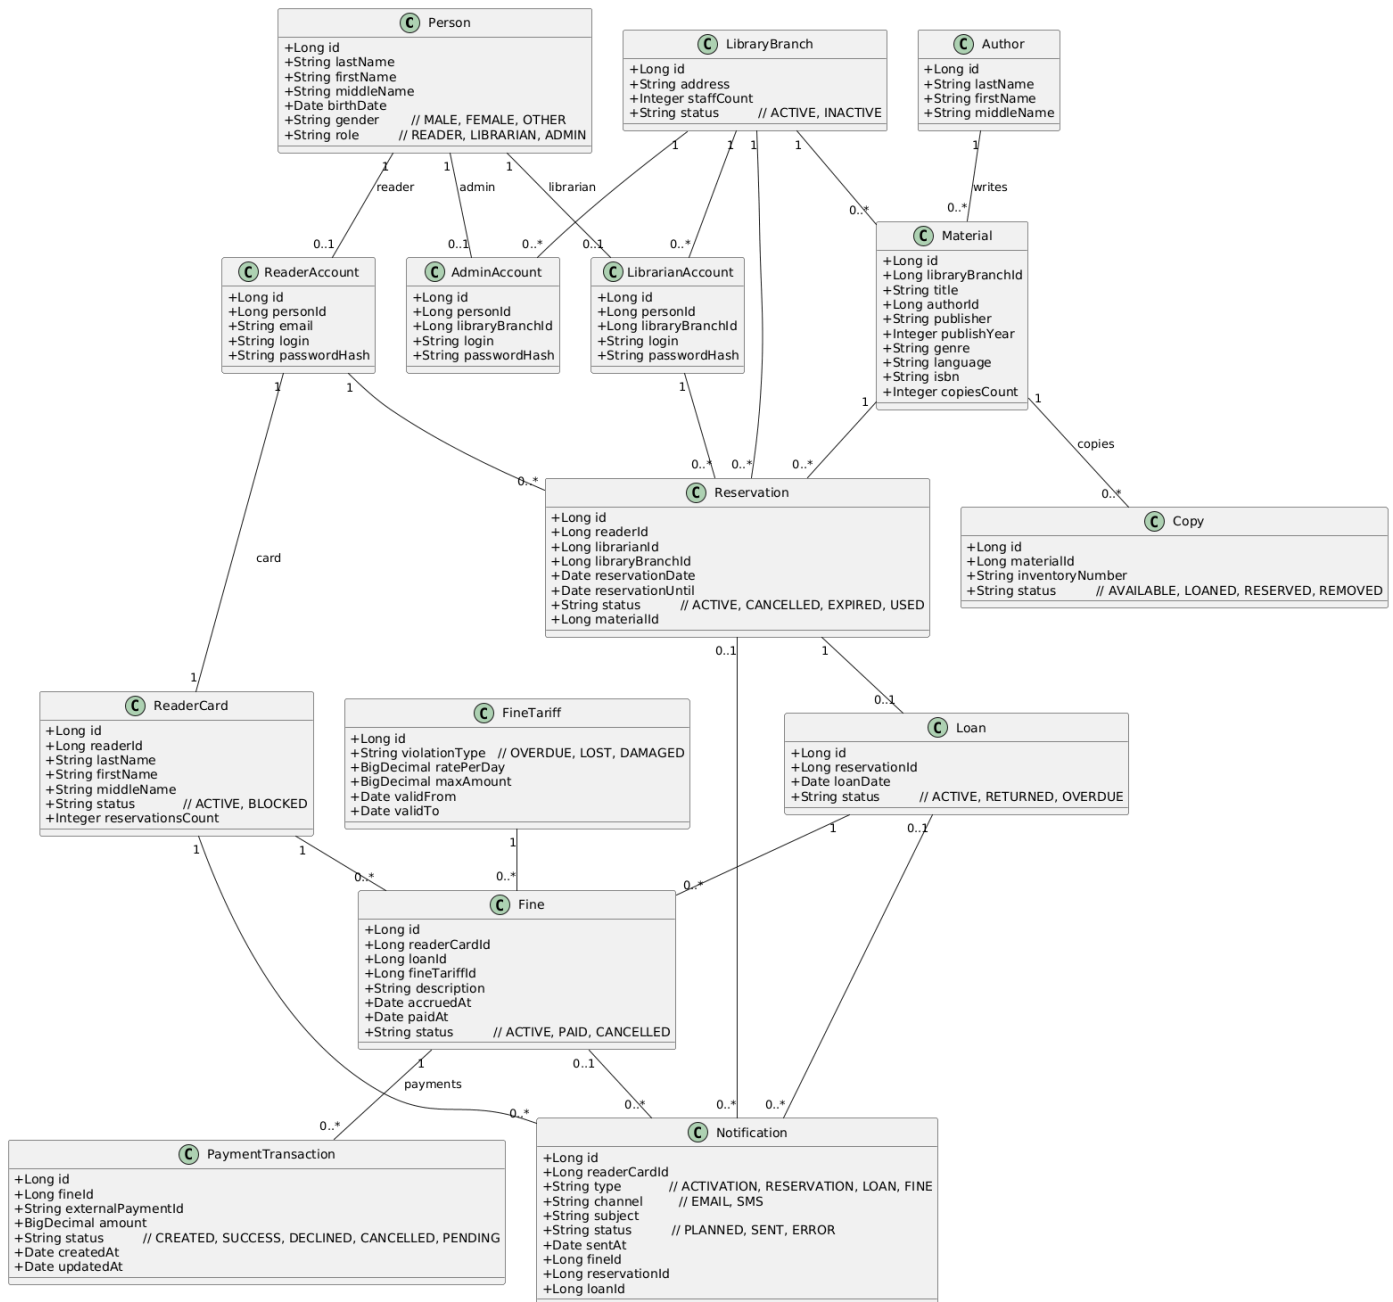 C Person
+Long id
+String lastName
+String firstName
+String middleName
+Date birthDate
+String gender // MALE, FEMALE, OTHER
+String role // READER, LIBRARIAN, ADMIN
C LibraryBranch
+Long id
+String address
+Integer staffCount
+String status // ACTIVE, INACTIVE
C Author
+Long id
+String lastName
+String firstName
+String middleName
1 1 1 1 1 1 1 1
reader admin librarian writes
0..1 0..1 0..* 0..1 0..* 0..* 0..*
C ReaderAccount
+Long id
+Long personId
+String email
+String login
+String passwordHash
C AdminAccount
+Long id
+Long personId
+Long libraryBranchId
+String login
+String passwordHash
C LibrarianAccount
+Long id
+Long personId
+Long libraryBranchId
+String login
+String passwordHash
C Material
+Long id
+Long libraryBranchId
+String title
+Long authorId
+String publisher
+Integer publishYear
+String genre
+String language
+String isbn
+Integer copiesCount
1 1 1 1 1
copies
0..* 0..* 0..* 0..* 0..*
C Reservation
+Long id
+Long readerId
+Long librarianId
+Long libraryBranchId
+Date reservationDate
+Date reservationUntil
+String status // ACTIVE, CANCELLED, EXPIRED, USED
+Long materialId
C Copy
+Long id
+Long materialId
+String inventoryNumber
+String status // AVAILABLE, LOANED, RESERVED, REMOVED
card
1 0..1 1 0..1
C ReaderCard
+Long id
+Long readerId
+String lastName
+String firstName
+String middleName
+String status // ACTIVE, BLOCKED
+Integer reservationsCount
C FineTariff
+Long id
+String violationType // OVERDUE, LOST, DAMAGED
+BigDecimal ratePerDay
+BigDecimal maxAmount
+Date validFrom
+Date validTo
C Loan
+Long id
+Long reservationId
+Date loanDate
+String status // ACTIVE, RETURNED, OVERDUE
1 1 1 1 0..1
0..* 0..* 0..*
C Fine
+Long id
+Long readerCardId
+Long loanId
+Long fineTariffId
+String description
+Date accruedAt
+Date paidAt
+String status // ACTIVE, PAID, CANCELLED
1 0..1
payments
0..* 0..* 0..* 0..* 0..*
C PaymentTransaction
+Long id
+Long fineId
+String externalPaymentId
+BigDecimal amount
+String status // CREATED, SUCCESS, DECLINED, CANCELLED, PENDING
+Date createdAt
+Date updatedAt
C Notification
+Long id
+Long readerCardId
+String type // ACTIVATION, RESERVATION, LOAN, FINE
+String channel // EMAIL, SMS
+String subject
+String status // PLANNED, SENT, ERROR
+Date sentAt
+Long fineId
+Long reservationId
+Long loanId